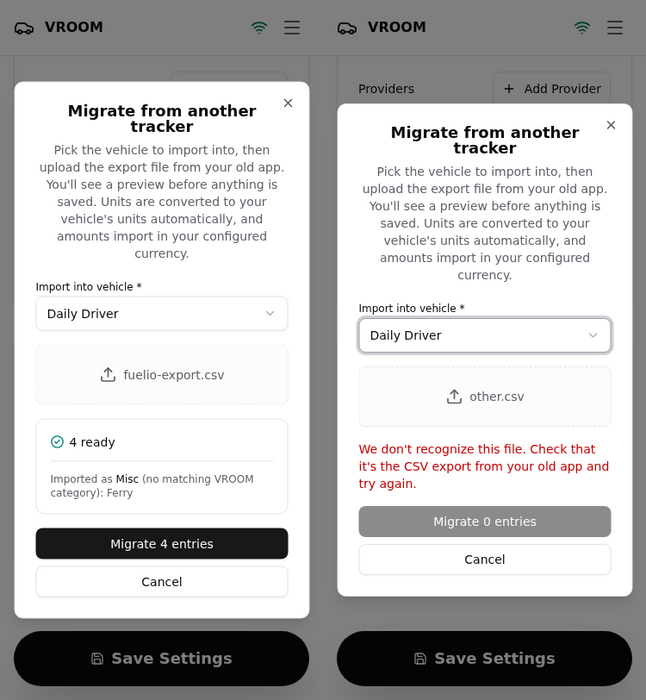 VROOM
Migrate from another
tracker
Pick the vehicle to import into, then
upload the export file from your old app.
You'll see a preview before anything is
saved. Units are converted to your
vehicle's units automatically, and
amounts import in your configured
currency.
Import into vehicle *
Daily Driver
fuelio-export.csv
4 ready
Imported as Misc (no matching VROOM
category): Ferry
Migrate 4 entries
Cancel
Save Settings
VROOM
Providers
Add Provider
Migrate from another
tracker
Pick the vehicle to import into, then
upload the export file from your old app.
You'll see a preview before anything is
saved. Units are converted to your
vehicle's units automatically, and
amounts import in your configured
currency.
Import into vehicle *
Daily Driver
other.csv
We don't recognize this file. Check that
it's the CSV export from your old app and
try again.
Migrate 0 entries
Cancel
Save Settings